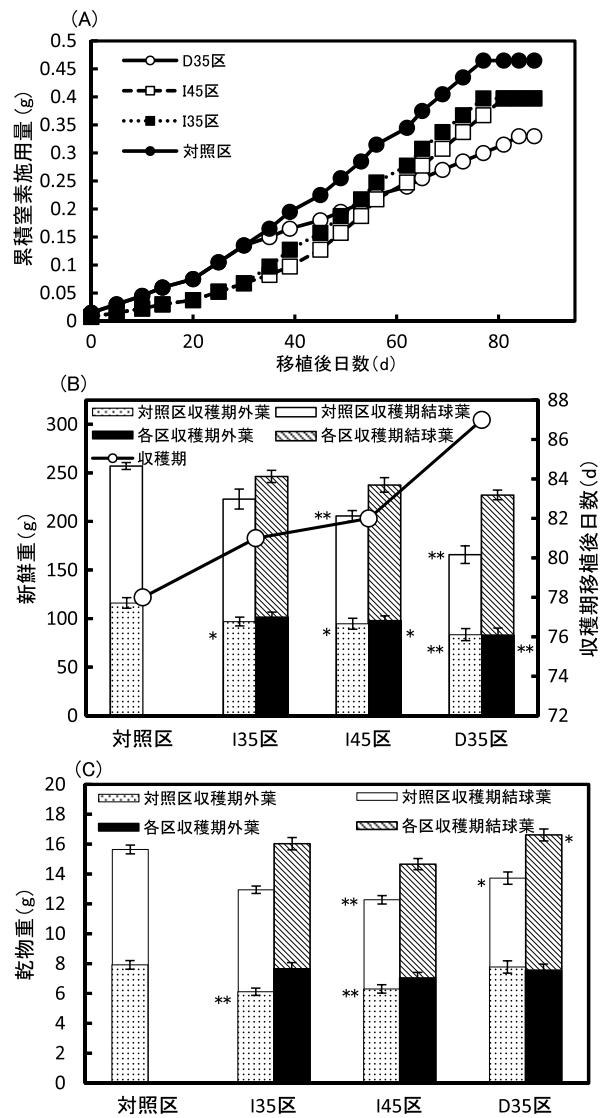 (A)
0.5
0.45
0.4
0.35
0.3
0.25
0.2
0.15
0.1
0.05
0
累積窒素施用量(g)
D35区
I45区
I35区
対照区
0 20 40 60 80
移植後日数(d)
(B)
300
250
200
150
100
50
0
新鮮重(g)
対照区収穫期外葉 対照区収穫期結球葉
各区収穫期外葉 各区収穫期結球葉
収穫期
88
86
84
82
80
78
76
74
72
収穫期移植後日数(d)
** **
* * * ** **
対照区 I35区 I45区 D35区
(C)
20
18
16
14
12
10
8
6
4
2
0
乾物重(g)
対照区収穫期外葉 対照区収穫期結球葉
各区収穫期外葉 各区収穫期結球葉
*
** *
** **
対照区 I35区 I45区 D35区